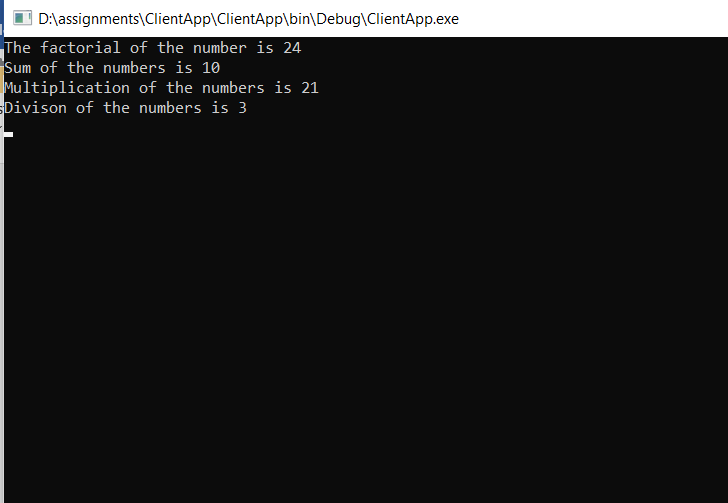 D:\assignments\ClientApp\ClientApp\bin\Debug\ClientApp.exe
The factorial of the number is 24
Sum of the numbers is 10
Multiplication of the numbers is 21
Divison of the numbers is 3